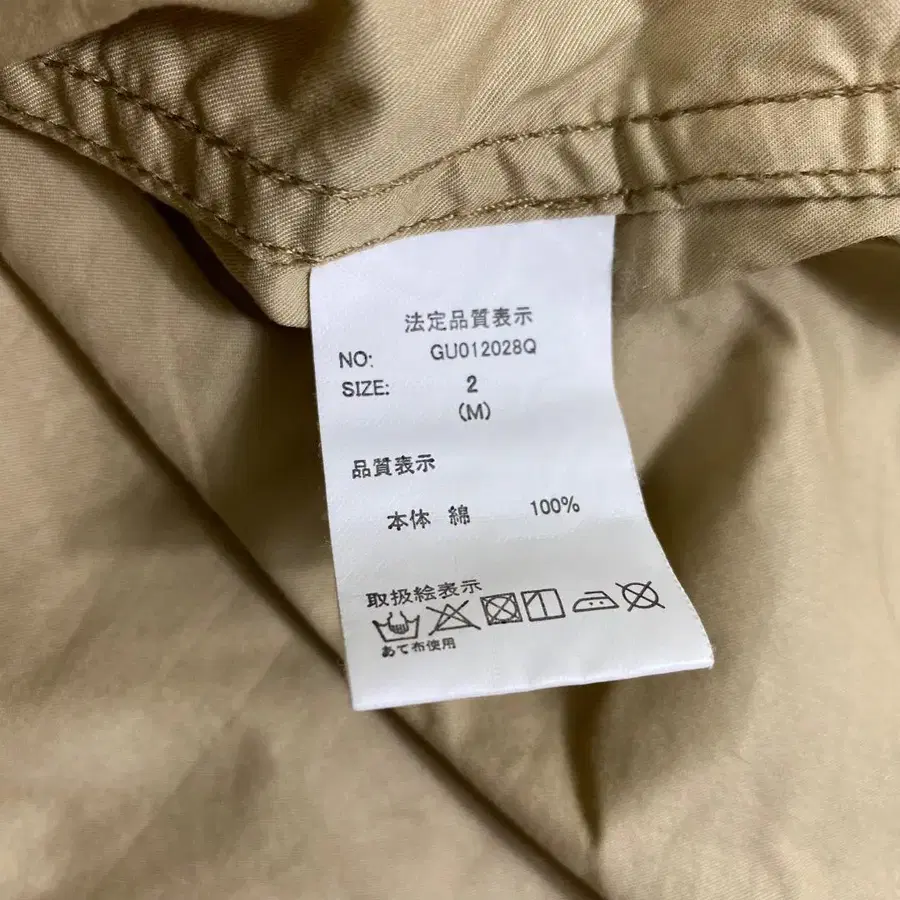 法定品質表示
NO: GU012028Q
SIZE: 2
(M)
品質表示
本体 綿 100%
取扱絵表示
あて布使用